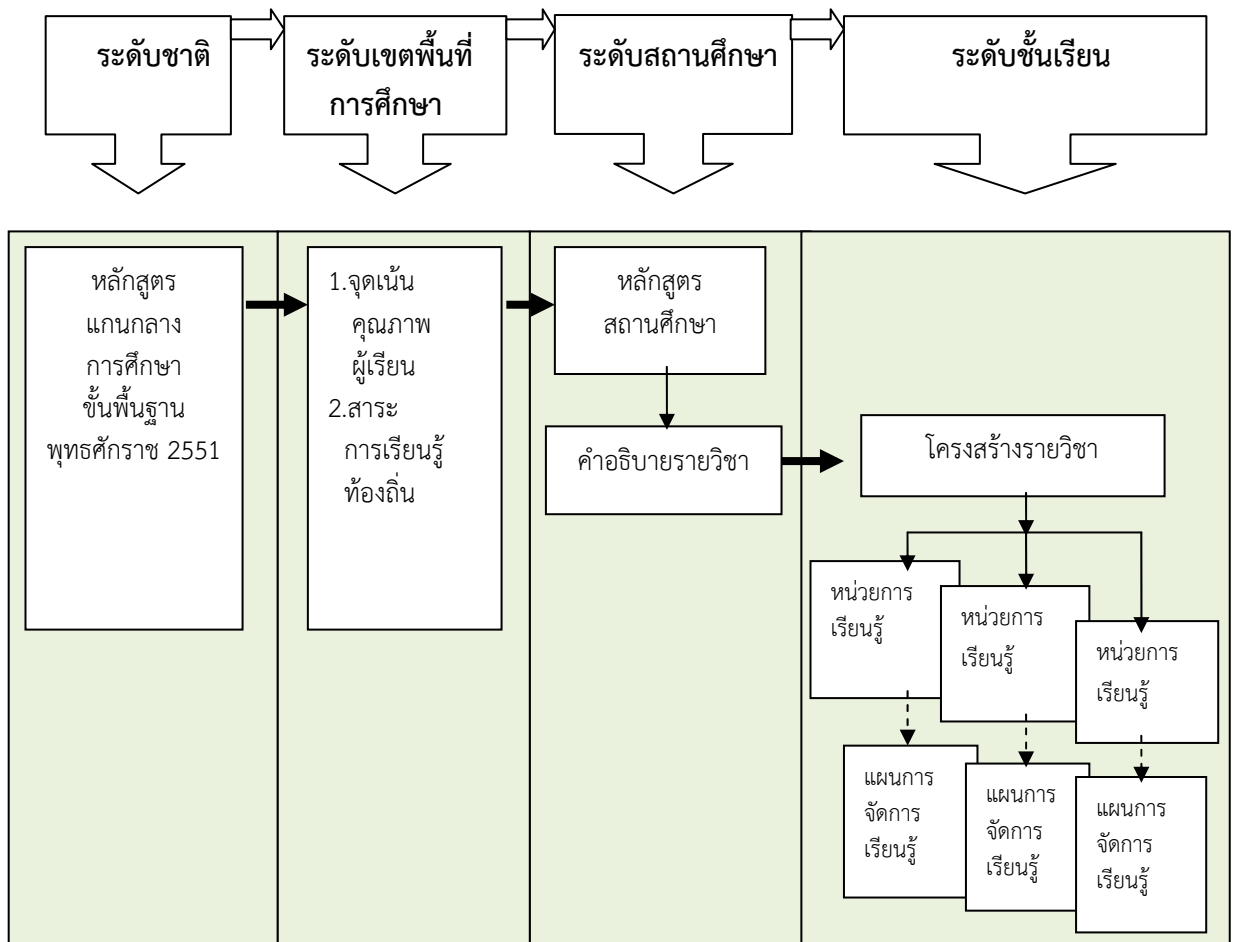 ระดับชาติ
ระดับเขตพื้นที่
การศึกษา
ระดับสถานศึกษา
ระดับชั้นเรียน
หลักสูตร
แกนกลาง
การศึกษา
ขั้นพื้นฐาน
พุทธศักราช 2551
1.จุดเน้น
คุณภาพ
ผู้เรียน
2.สาระ
การเรียนรู้
ท้องถิ่น
หลักสูตร
สถานศึกษา
คำอธิบายรายวิชา
โครงสร้างรายวิชา
หน่วยการ
เรียนรู้
หน่วยการ
เรียนรู้
หน่วยการ
เรียนรู้
แผนการ
จัดการ
เรียนรู้
แผนการ
จัดการ
เรียนรู้
แผนการ
จัดการ
เรียนรู้